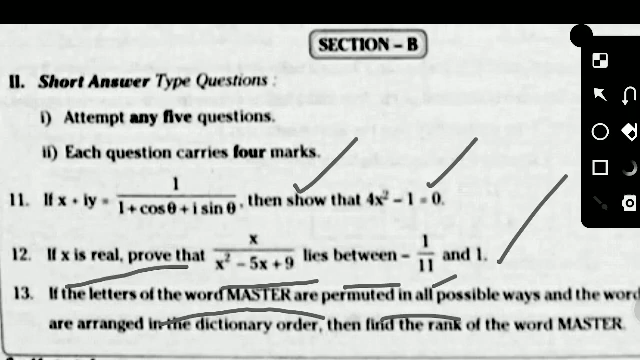 SECTION – B
II. Short Answer Type Questions :
i) Attempt any five questions.
ii) Each question carries four marks.
11. If x + iy = 1/(1 + cos θ + i sin θ), then show that 4x² – 1 = 0.
12. If x is real, prove that x/(x² – 5x + 9) lies between – 1/11 and 1.
13. If the letters of the word MASTER are permuted in all possible ways and the word
are arranged in the dictionary order, then find the rank of the word MASTER.